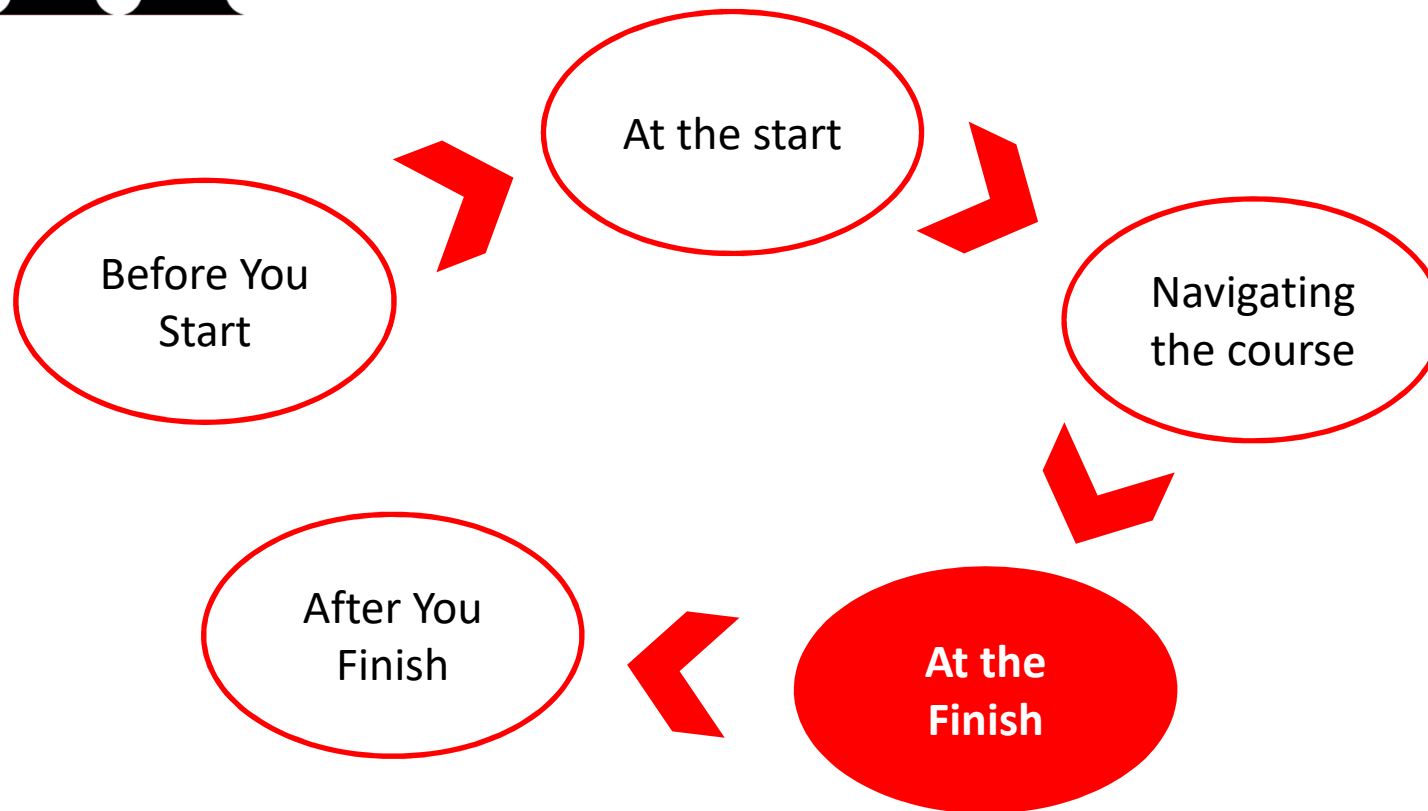 Before You
Start
At the start
Navigating
the course
At the
Finish
After You
Finish